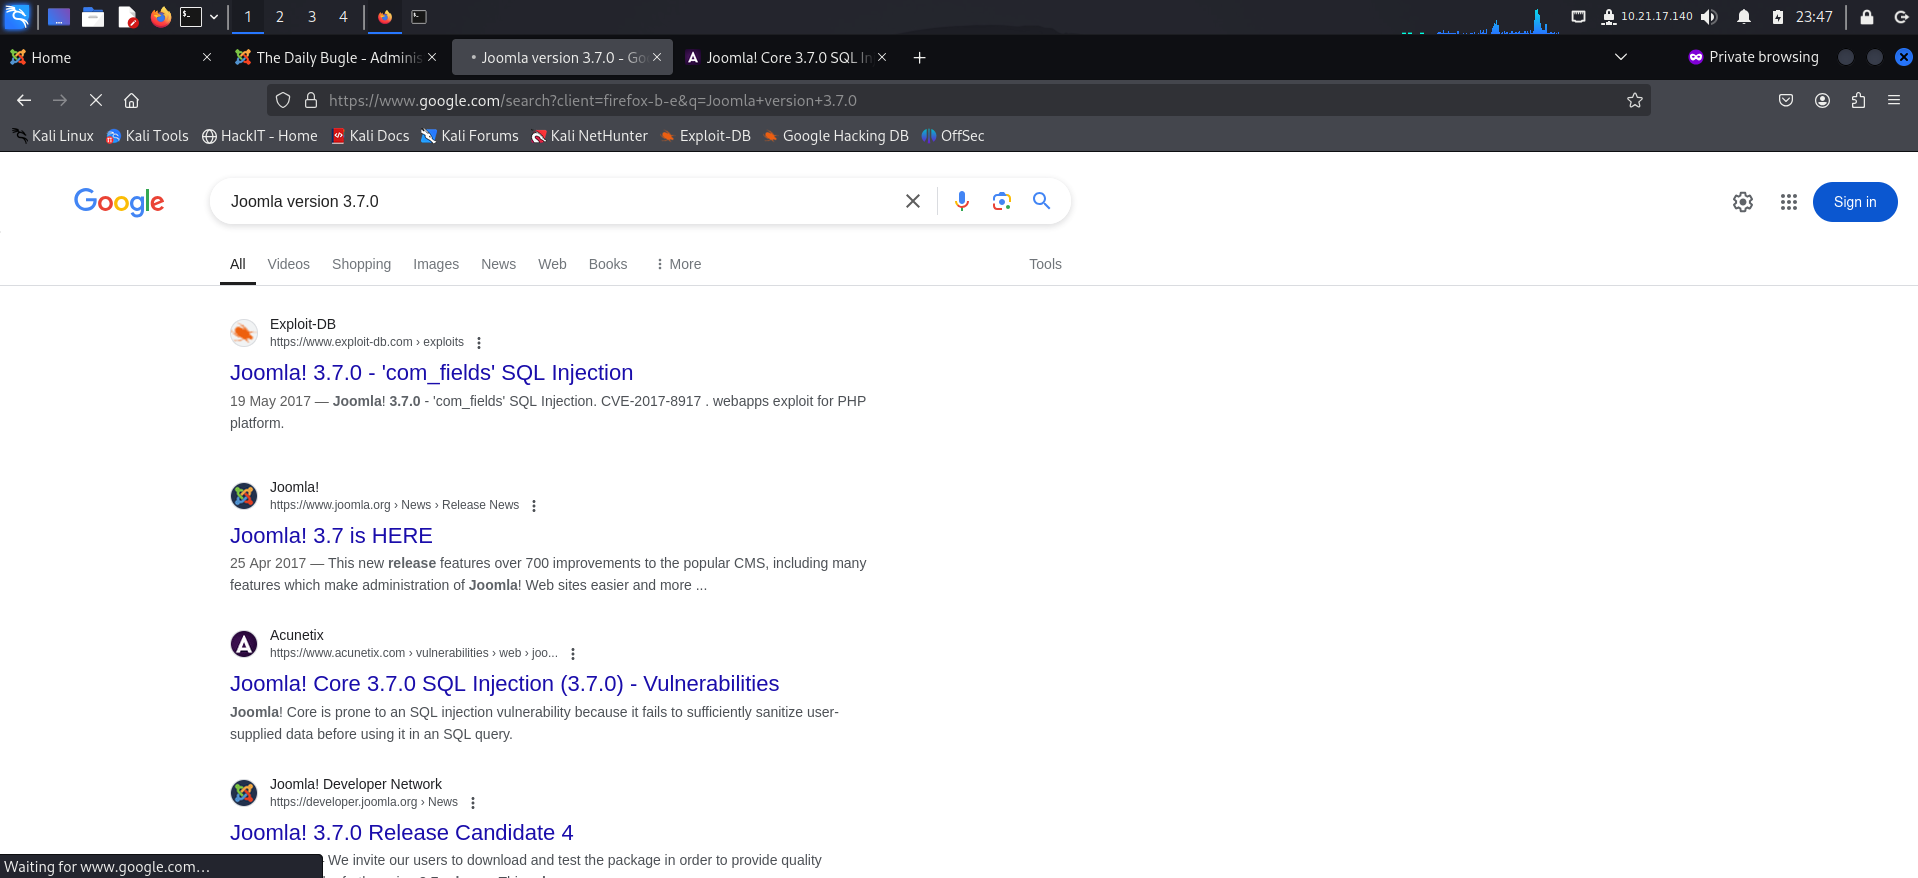 1 2 3 4 10.21.17.140 23:47
Home The Daily Bugle - Adminis Joomla version 3.7.0 - Go Joomla! Core 3.7.0 SQL In Private browsing
https://www.google.com/search?client=firefox-b-e&q=Joomla+version+3.7.0
Kali Linux Kali Tools HackIT - Home Kali Docs Kali Forums Kali NetHunter Exploit-DB Google Hacking DB OffSec
Google Joomla version 3.7.0 Sign in
All Videos Shopping Images News Web Books More Tools
Exploit-DB
https://www.exploit-db.com › exploits
Joomla! 3.7.0 - 'com_fields' SQL Injection
19 May 2017 — Joomla! 3.7.0 - 'com_fields' SQL Injection. CVE-2017-8917 . webapps exploit for PHP
platform.
Joomla!
https://www.joomla.org › News › Release News
Joomla! 3.7 is HERE
25 Apr 2017 — This new release features over 700 improvements to the popular CMS, including many
features which make administration of Joomla! Web sites easier and more ...
Acunetix
https://www.acunetix.com › vulnerabilities › web › joo...
Joomla! Core 3.7.0 SQL Injection (3.7.0) - Vulnerabilities
Joomla! Core is prone to an SQL injection vulnerability because it fails to sufficiently sanitize user-
supplied data before using it in an SQL query.
Joomla! Developer Network
https://developer.joomla.org › News
Joomla! 3.7.0 Release Candidate 4
We invite our users to download and test the package in order to provide quality
Waiting for www.google.com…